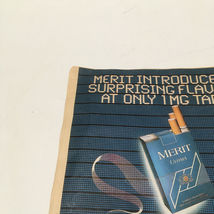 MERIT INTRODUCE
SURPRISING FLAV
AT ONLY 1 MG TA
MERIT